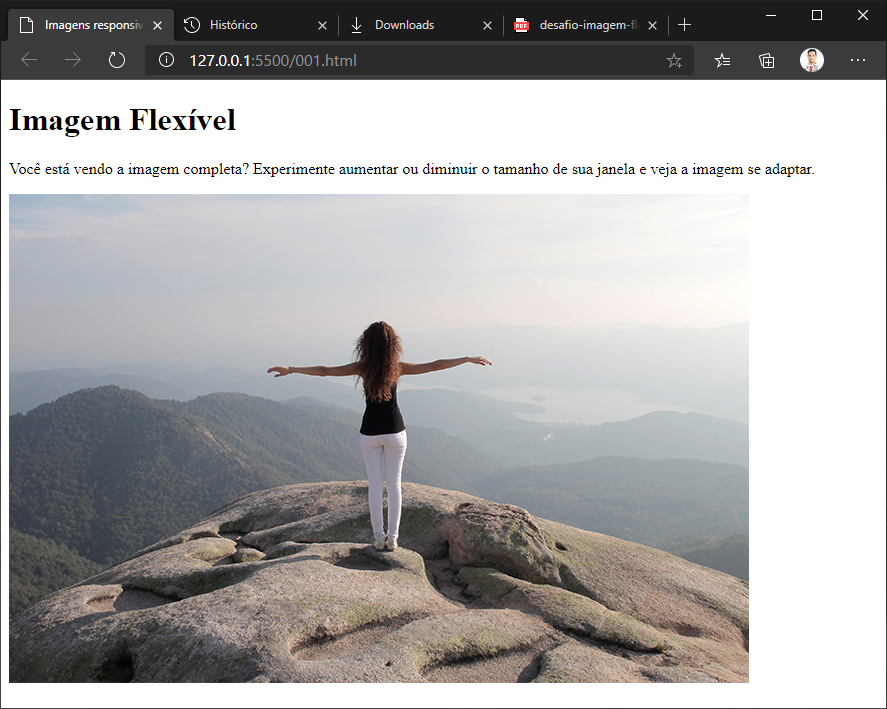 Imagens responsiv
Histórico
Downloads
PDF
desafio-imagem-fl
127.0.0.1:5500/001.html
Imagem Flexível
Você está vendo a imagem completa? Experimente aumentar ou diminuir o tamanho de sua janela e veja a imagem se adaptar.